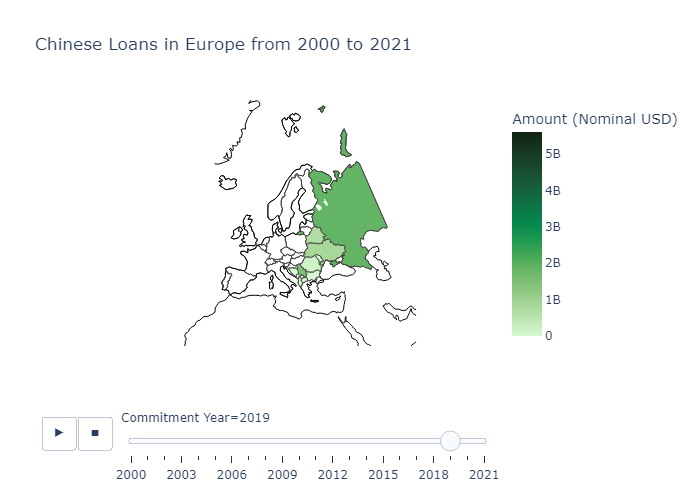 Chinese Loans in Europe from 2000 to 2021
Amount (Nominal USD)
5B
4B
3B
2B
1B
0
Commitment Year=2019
2000 2003 2006 2009 2012 2015 2018 2021